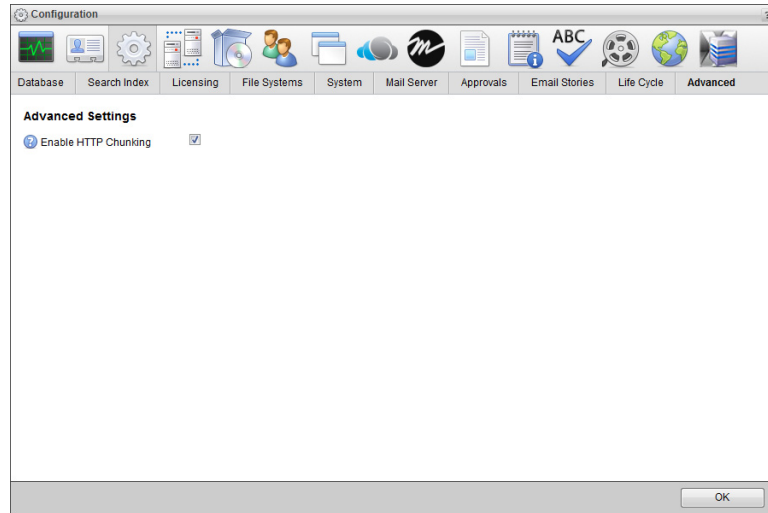 Configuration
ABC
Database Search Index Licensing File Systems System Mail Server Approvals Email Stories Life Cycle Advanced
Advanced Settings
? Enable HTTP Chunking
OK